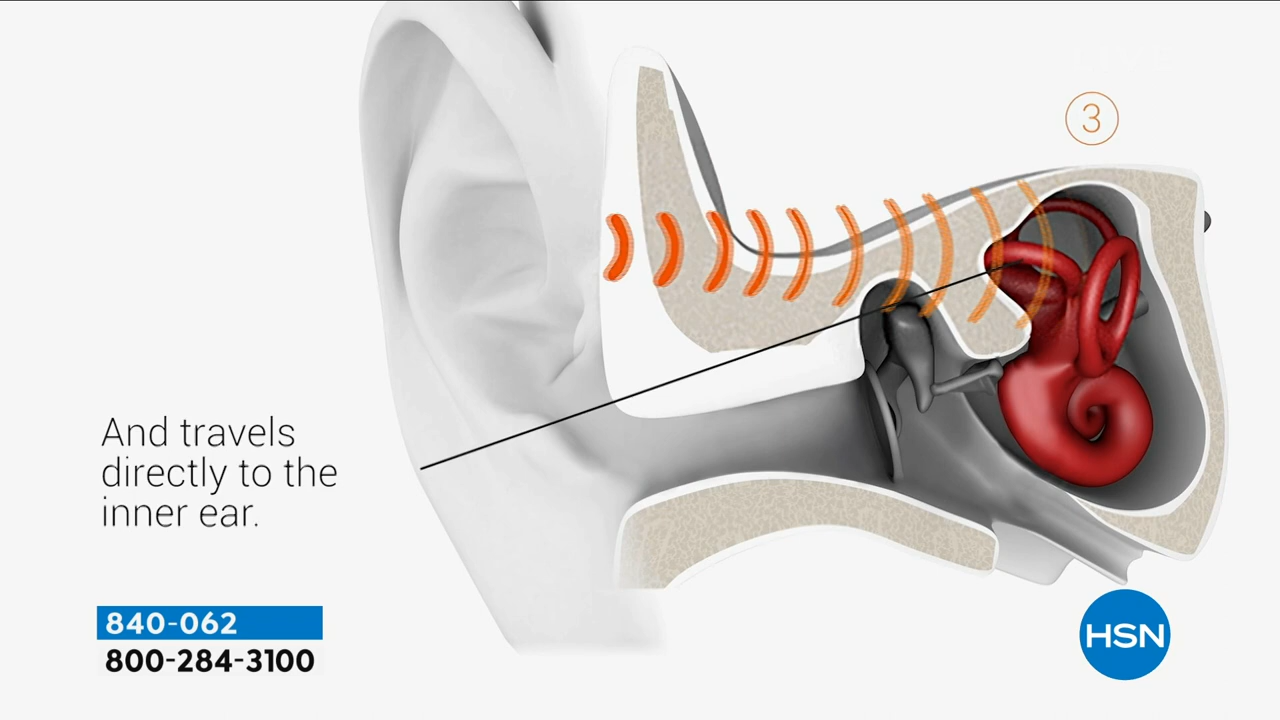 3
And travels
directly to the
inner ear.
840-062
800-284-3100
HSN